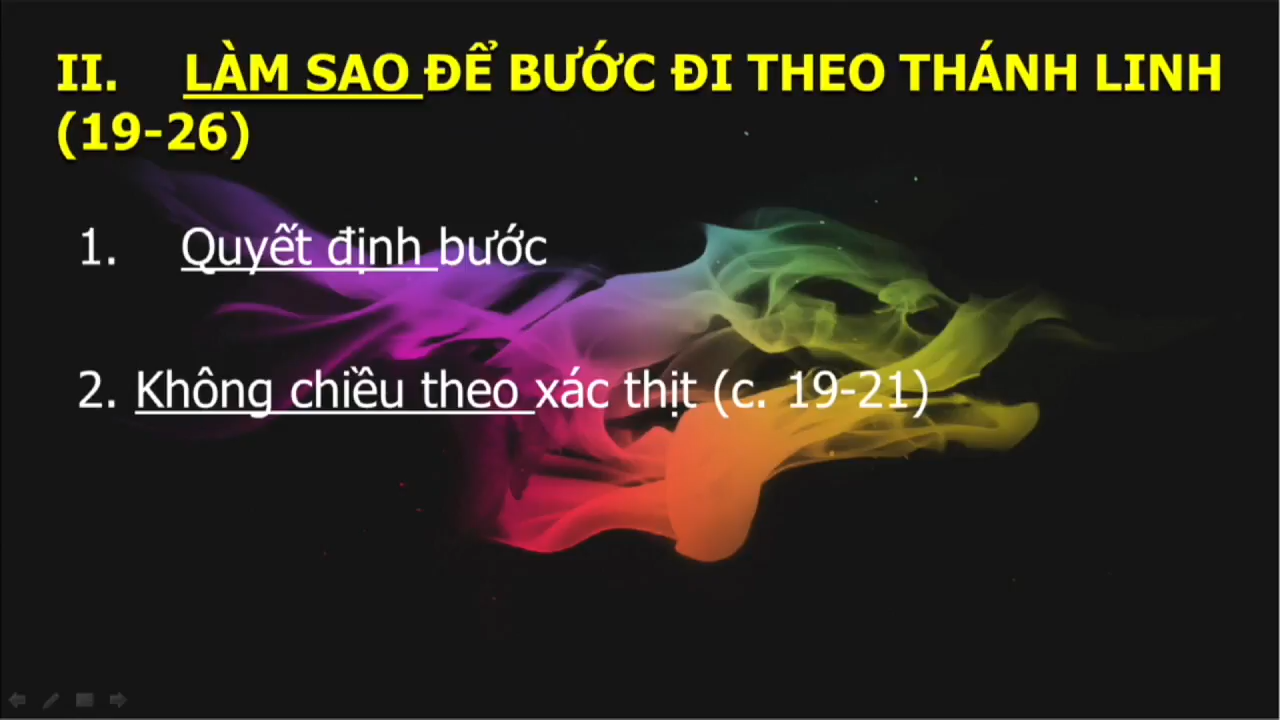 II. LÀM SAO ĐỂ BƯỚC ĐI THEO THÁNH LINH
(19-26)
1. Quyết định bước
2. Không chiều theo xác thịt (c. 19-21)